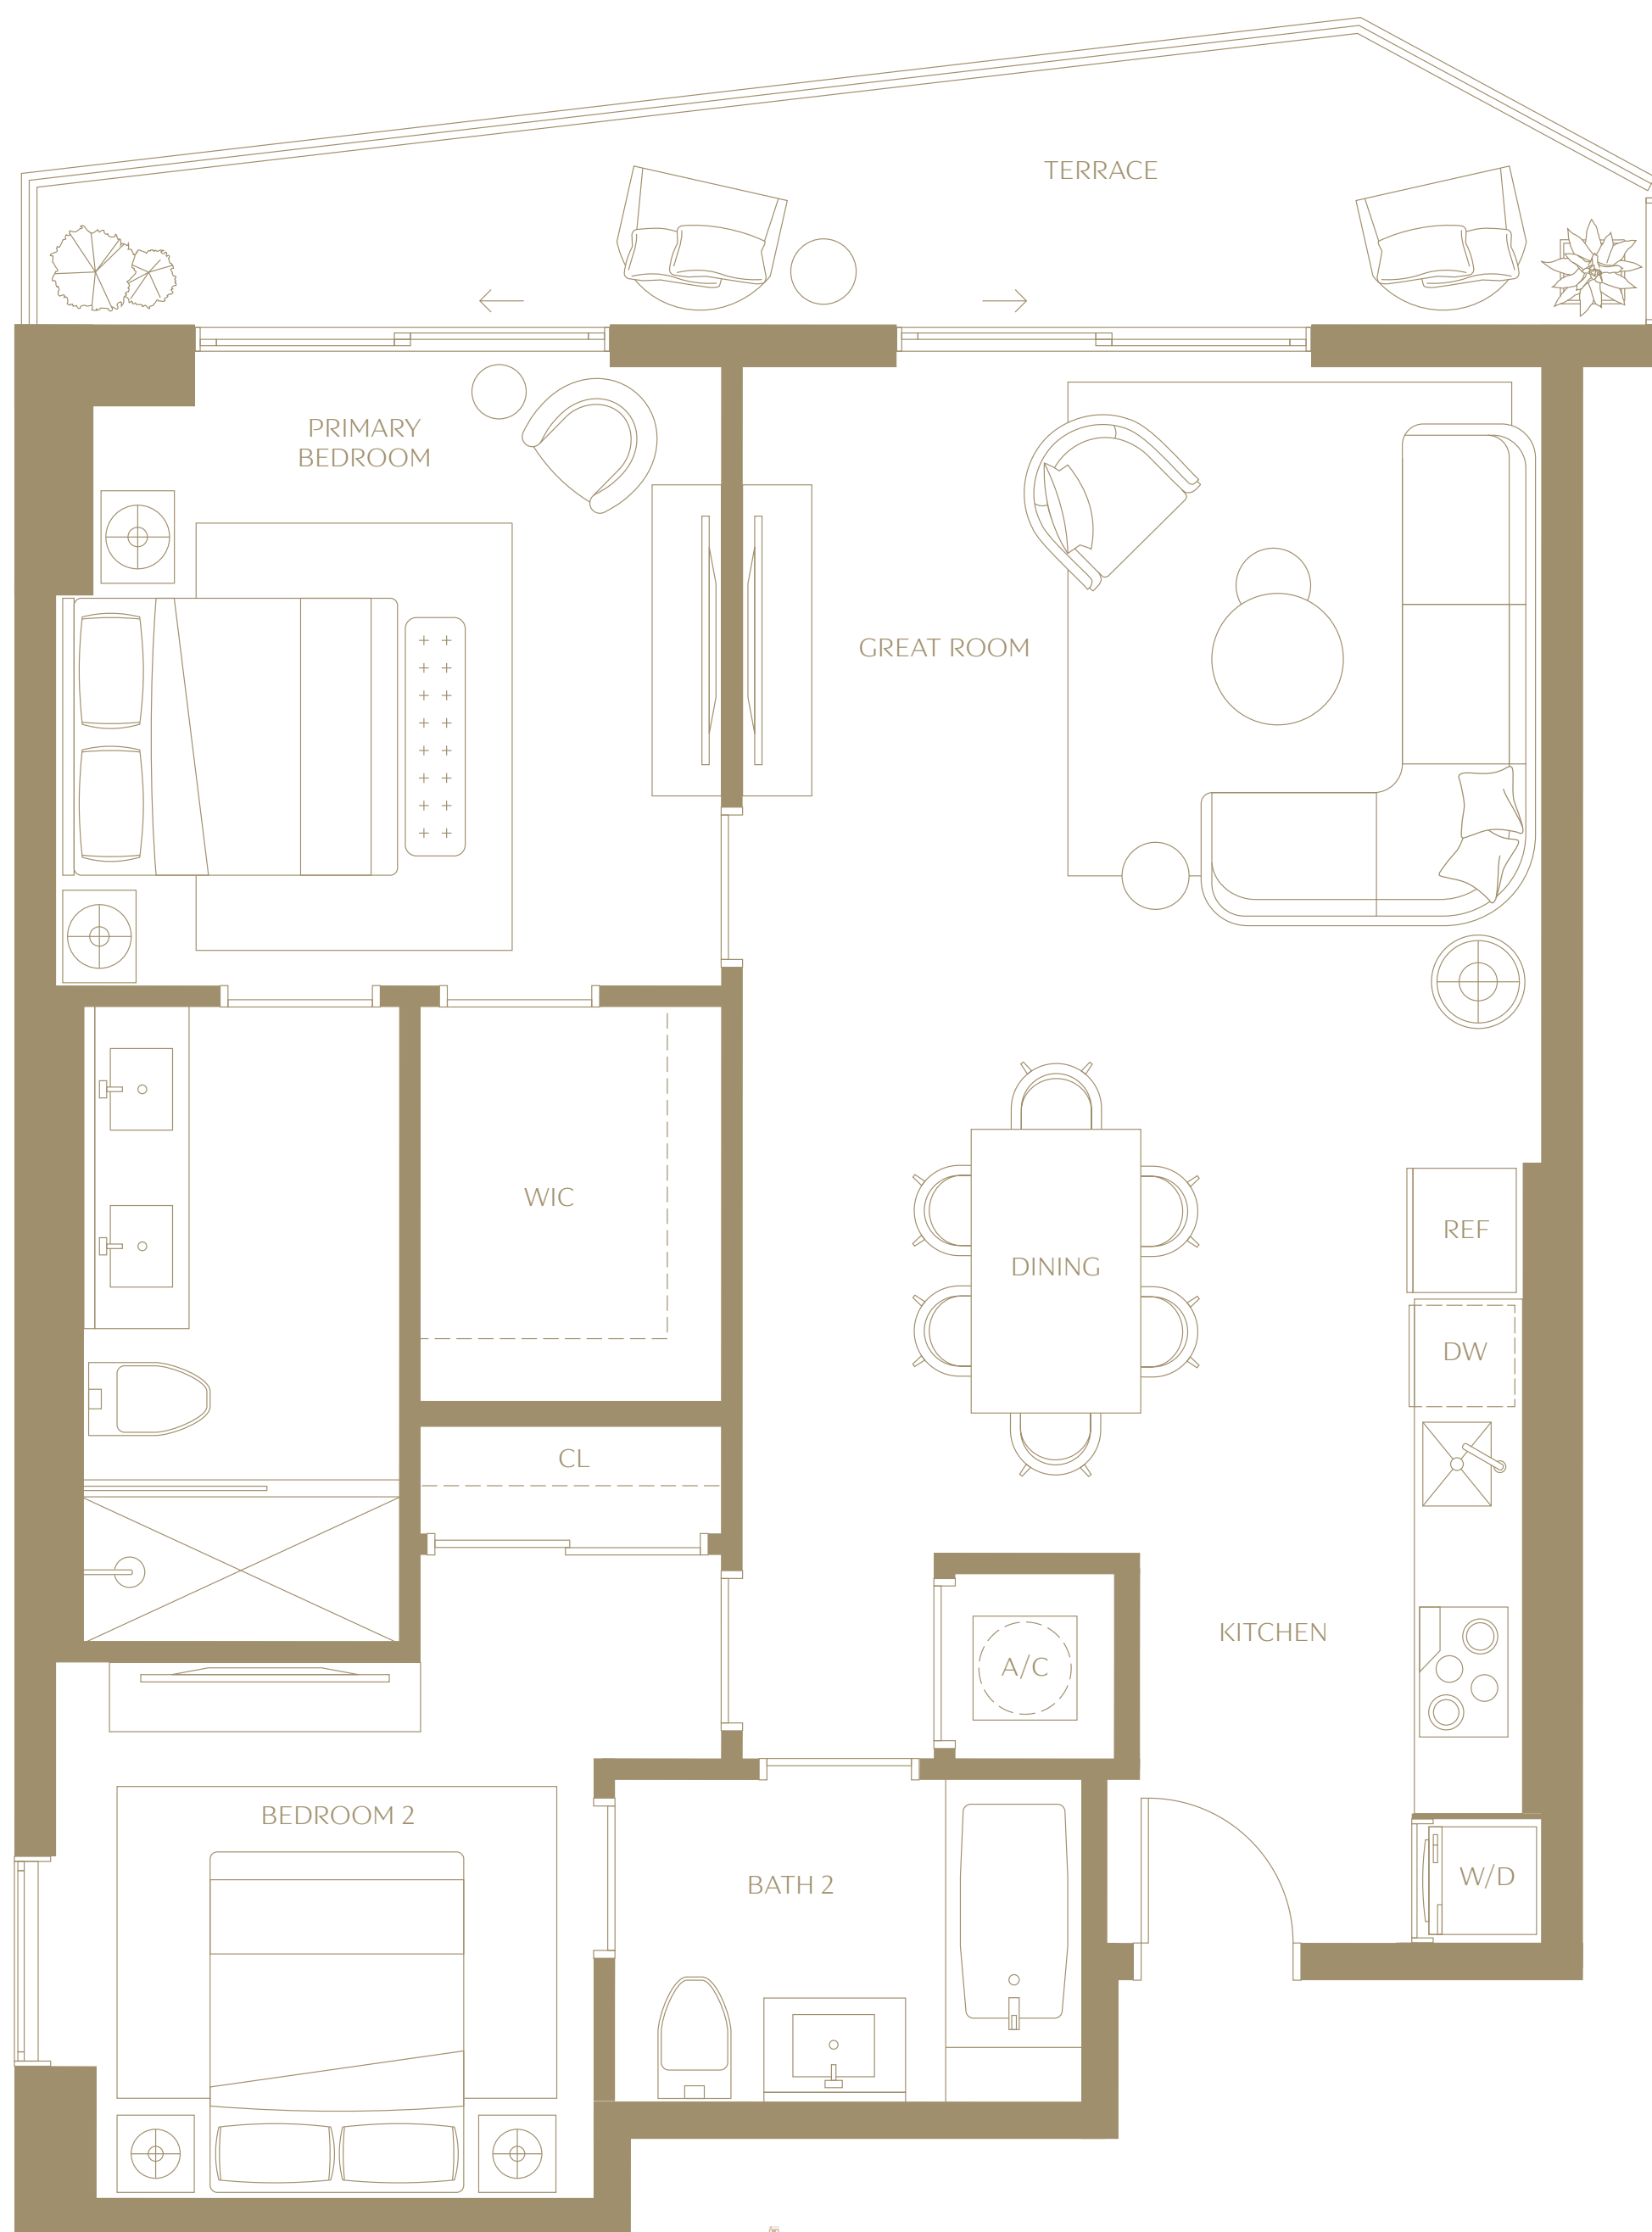 TERRACE
PRIMARY
BEDROOM
GREAT ROOM
WIC
REF
DINING
DW
CL
KITCHEN
A/C
BEDROOM 2
BATH 2
W/D